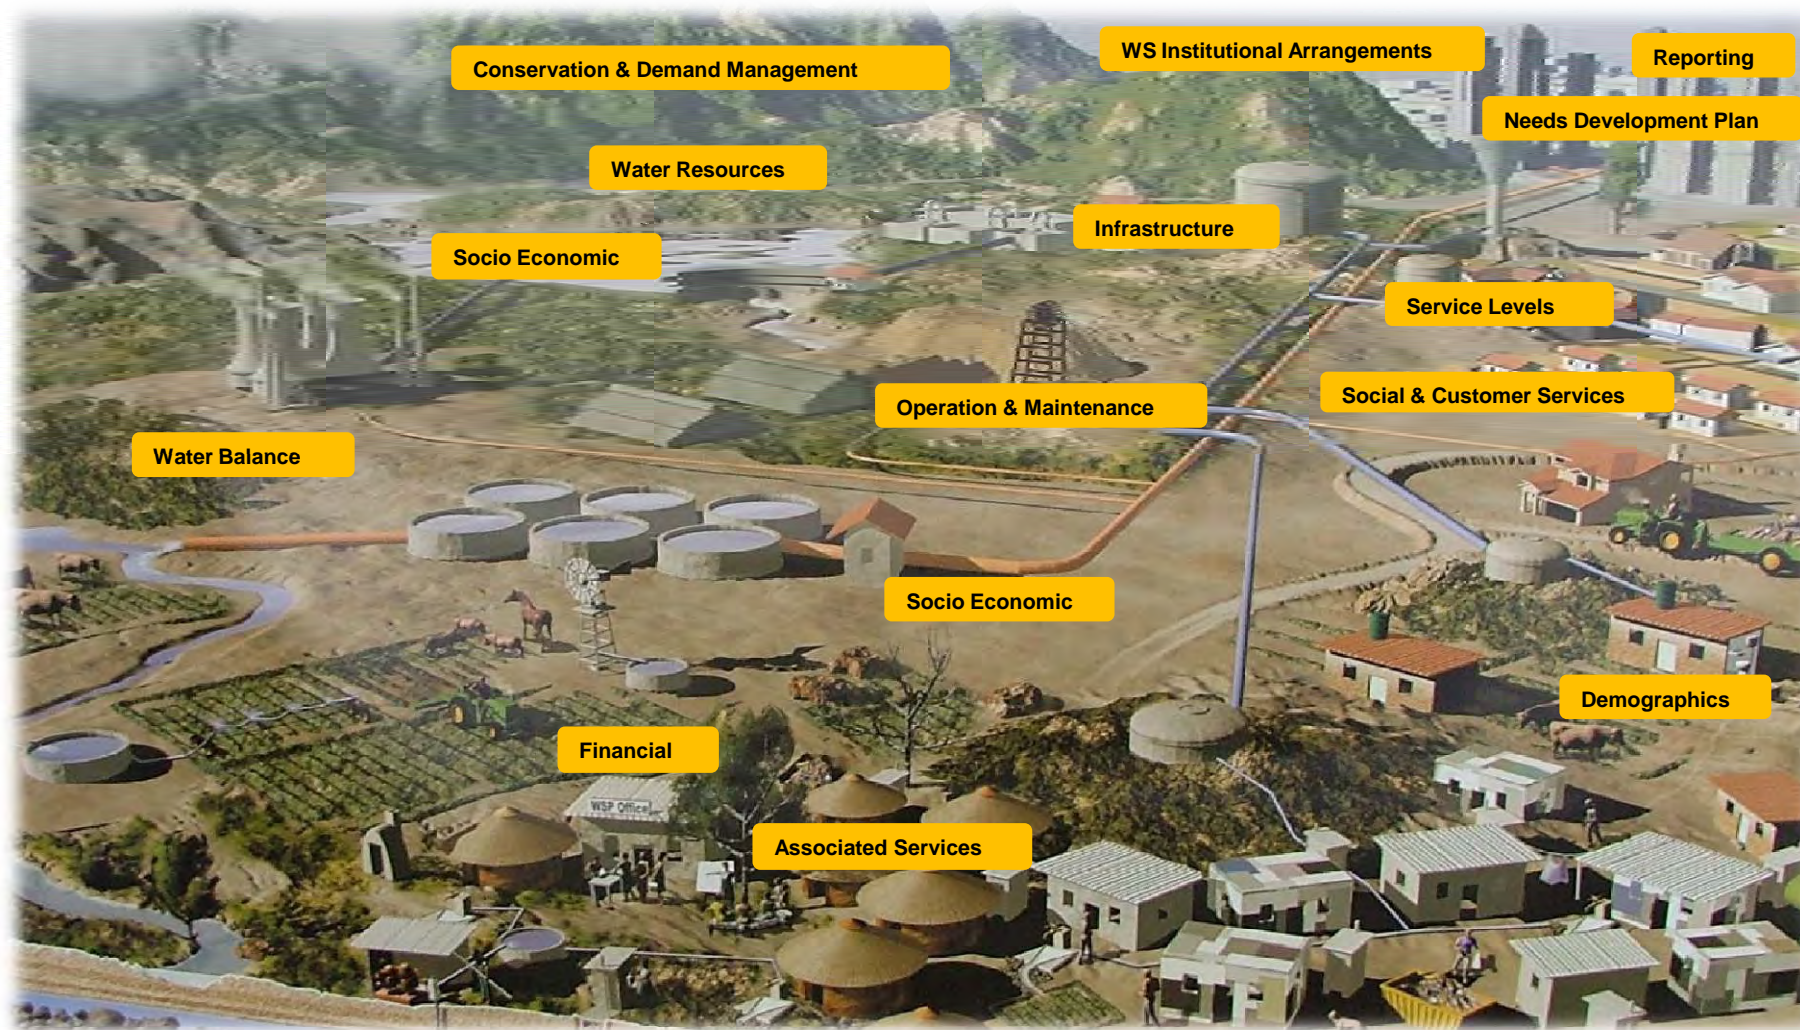 WS Institutional Arrangements
Reporting
Conservation & Demand Management
Needs Development Plan
Water Resources
Infrastructure
Socio Economic
Service Levels
Social & Customer Services
Operation & Maintenance
Water Balance
Socio Economic
Demographics
Financial
WSP Office
Associated Services